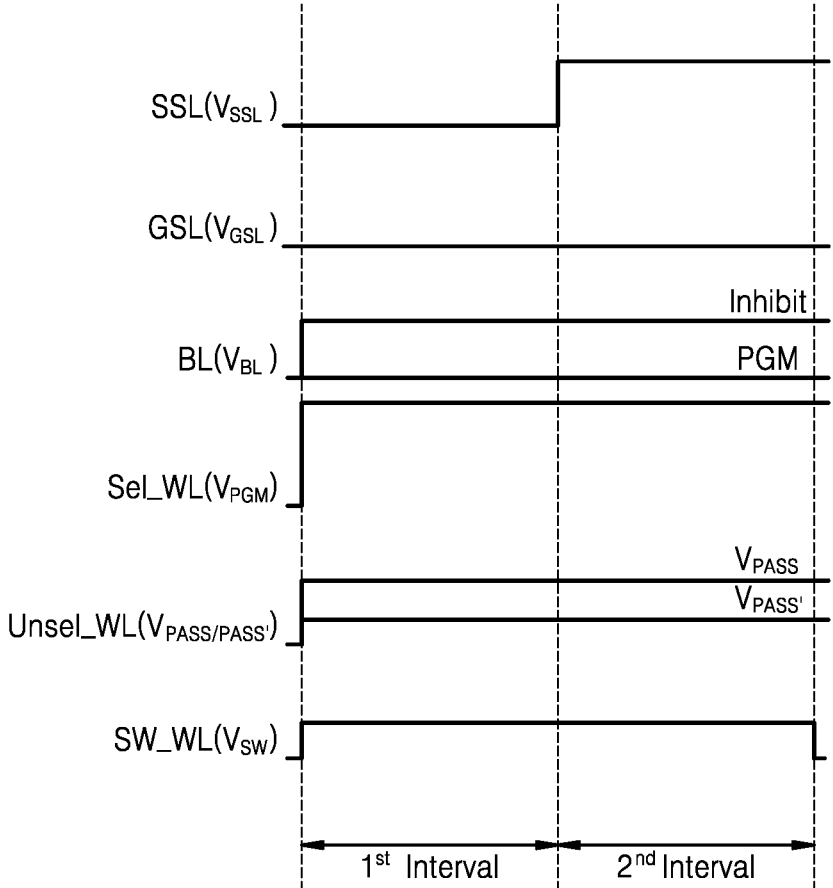 SSL(VSSL)
GSL(VGSL)
Inhibit
BL(VBL)
PGM
Sel_WL(VPGM)
VPASS
VPASS'
Unsel_WL(VPASS/PASS')
SW_WL(VSW)
1st Interval
2nd Interval